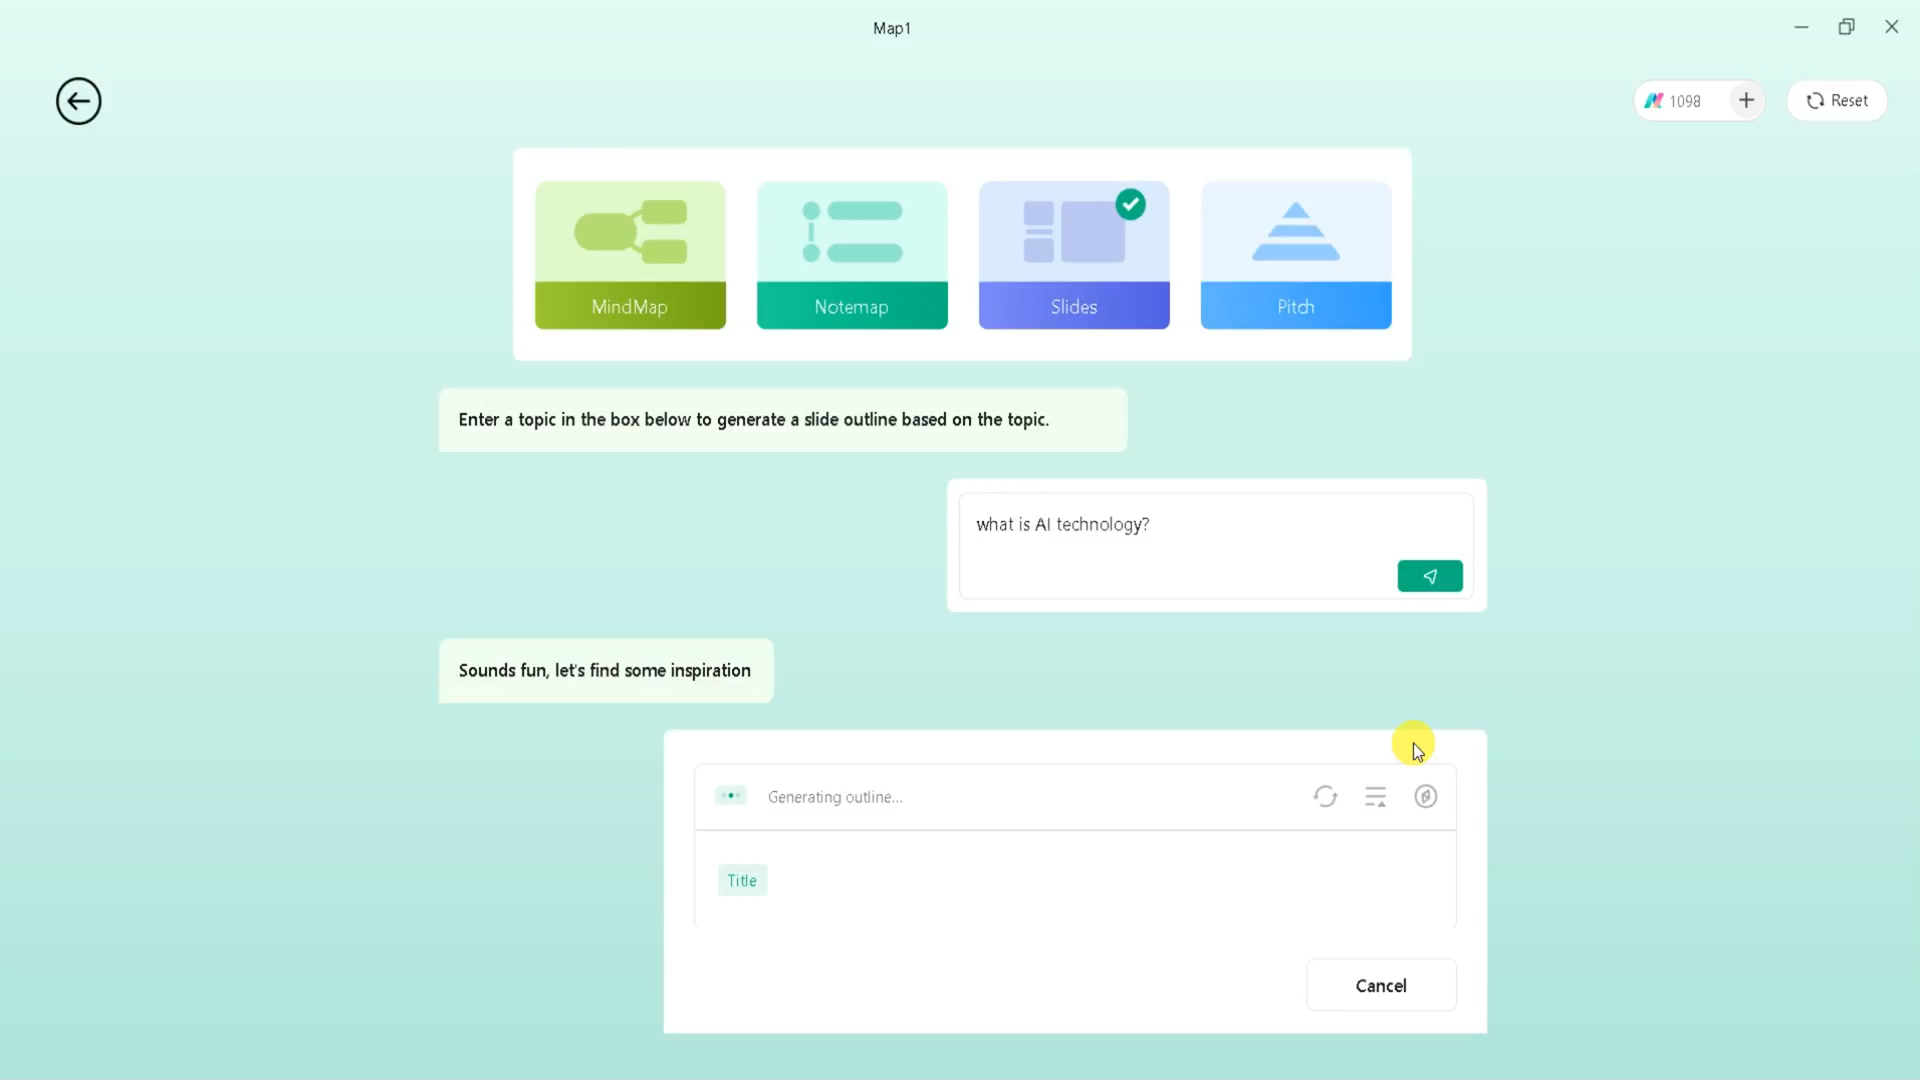 Map1
1098
Reset
MindMap
Notemap
Slides
Pitch
Enter a topic in the box below to generate a slide outline based on the topic.
what is AI technology?
Sounds fun, let's find some inspiration
Generating outline...
Title
Cancel